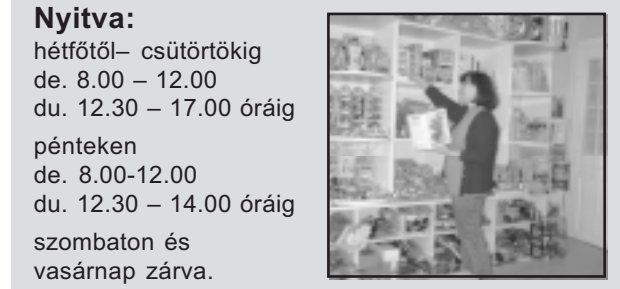 Nyitva:
hétfőtől– csütörtökig
de. 8.00 – 12.00
du. 12.30 – 17.00 óráig
pénteken
de. 8.00-12.00
du. 12.30 – 14.00 óráig
szombaton és
vasárnap zárva.